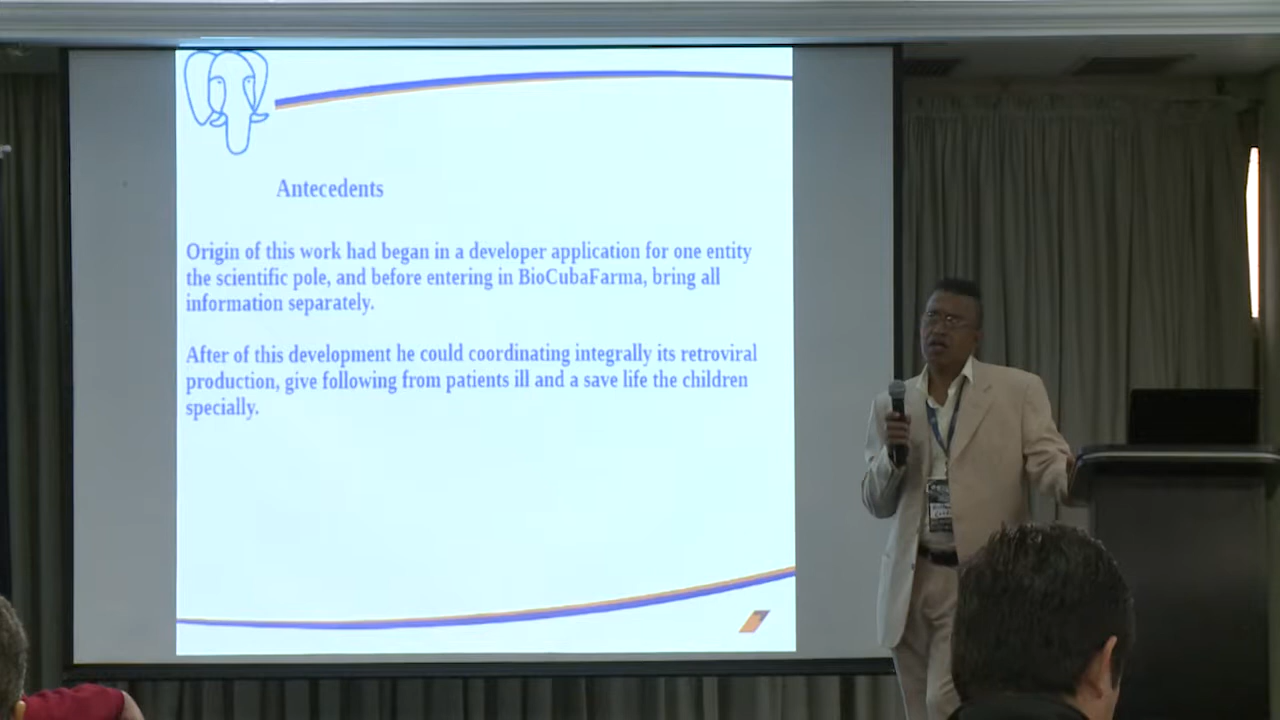 Antecedents
Origin of this work had began in a developer application for one entity
the scientific pole, and before entering in BioCubaFarma, bring all
information separately.
After of this development he could coordinating integrally its retroviral
production, give following from patients ill and a save life the children
specially.